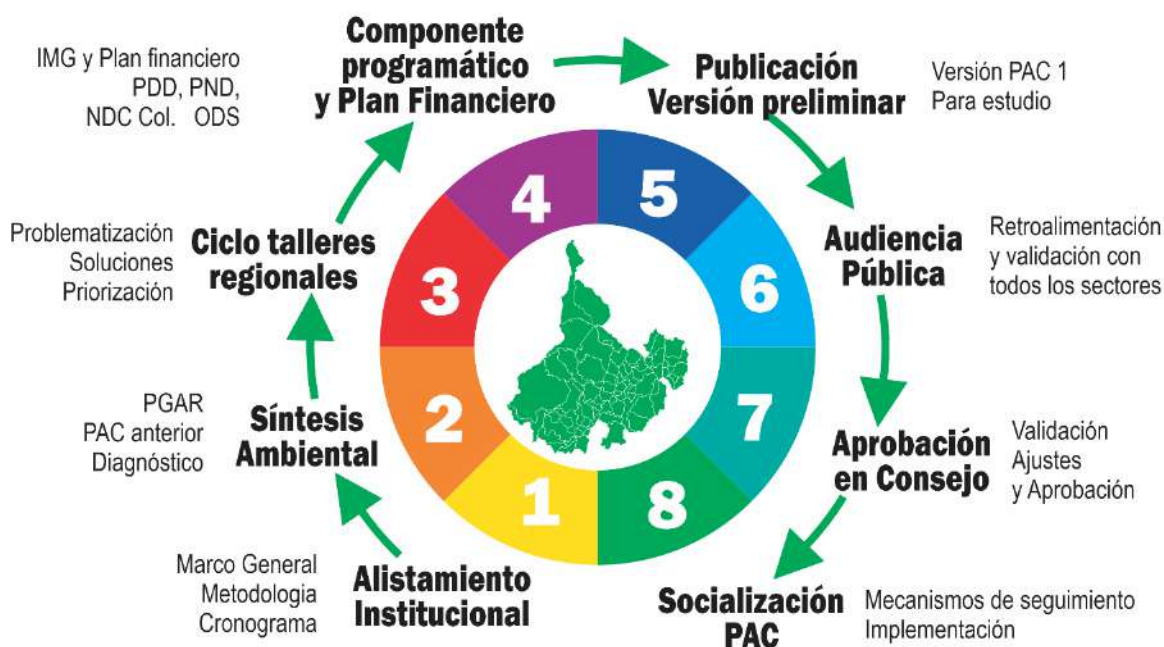 Marco General
Metodologia
Cronograma
Alistamiento
Institucional
1
PGAR
PAC anterior
Diagnóstico
Síntesis
Ambiental
2
Problematización
Soluciones
Priorización
Ciclo talleres
regionales
3
IMG y Plan financiero
PDD, PND,
NDC Col. ODS
Componente
programático
y Plan Financiero
4
Publicación
Versión preliminar
5
Versión PAC 1
Para estudio
Audiencia
Pública
6
Retroalimentación
y validación con
todos los sectores
Aprobación
en Consejo
7
Validación
Ajustes
y Aprobación
Socialización
PAC
8
Mecanismos de seguimiento
Implementación